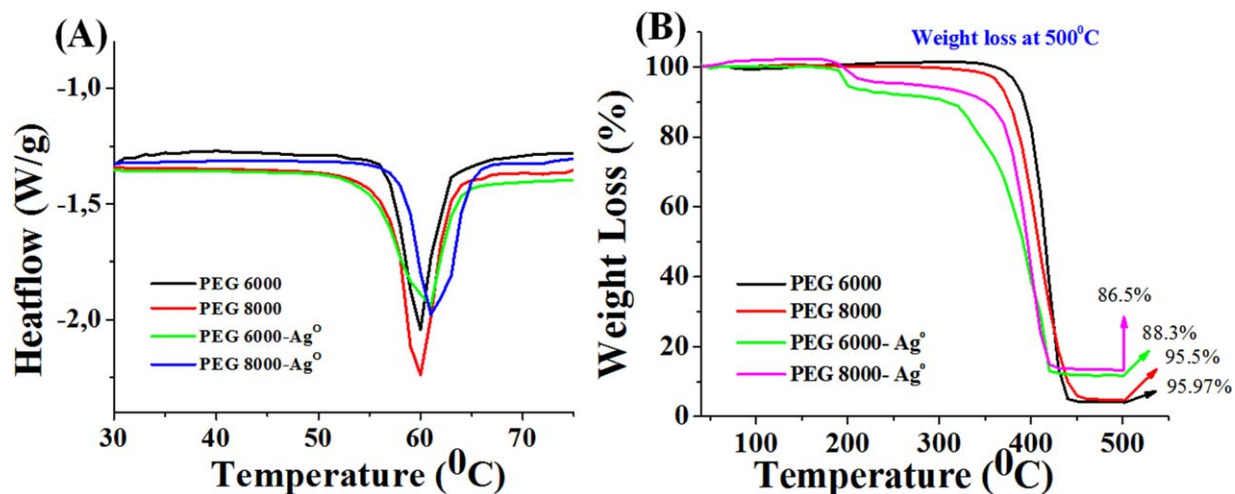 (A)
Heatflow (W/g)
-1,0
-1,5
-2,0
PEG 6000
PEG 8000
PEG 6000-Ag⁰
PEG 8000-Ag⁰
30 40 50 60 70
Temperature (⁰C)
(B)
Weight loss at 500⁰C
Weight Loss (%)
100
80
60
40
20
0
PEG 6000
PEG 8000
PEG 6000- Ag⁰
PEG 8000- Ag⁰
86.5%
88.3%
95.5%
95.97%
100 200 300 400 500
Temperature (⁰C)